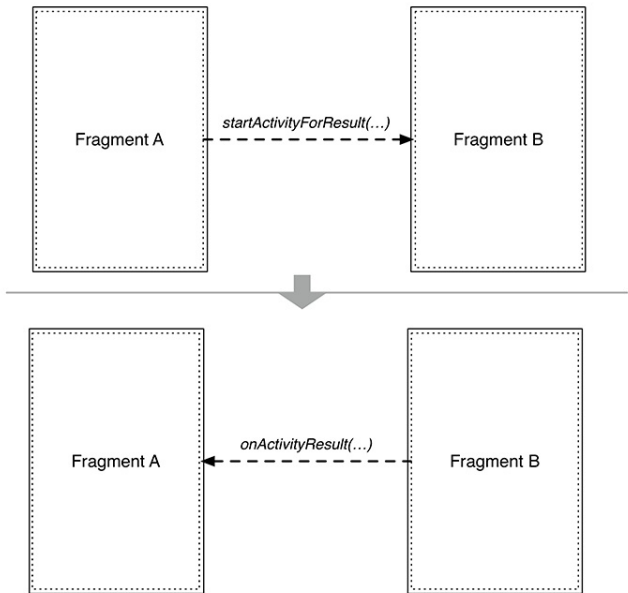 startActivityForResult(...)
Fragment A
Fragment B
onActivityResult(...)
Fragment A
Fragment B